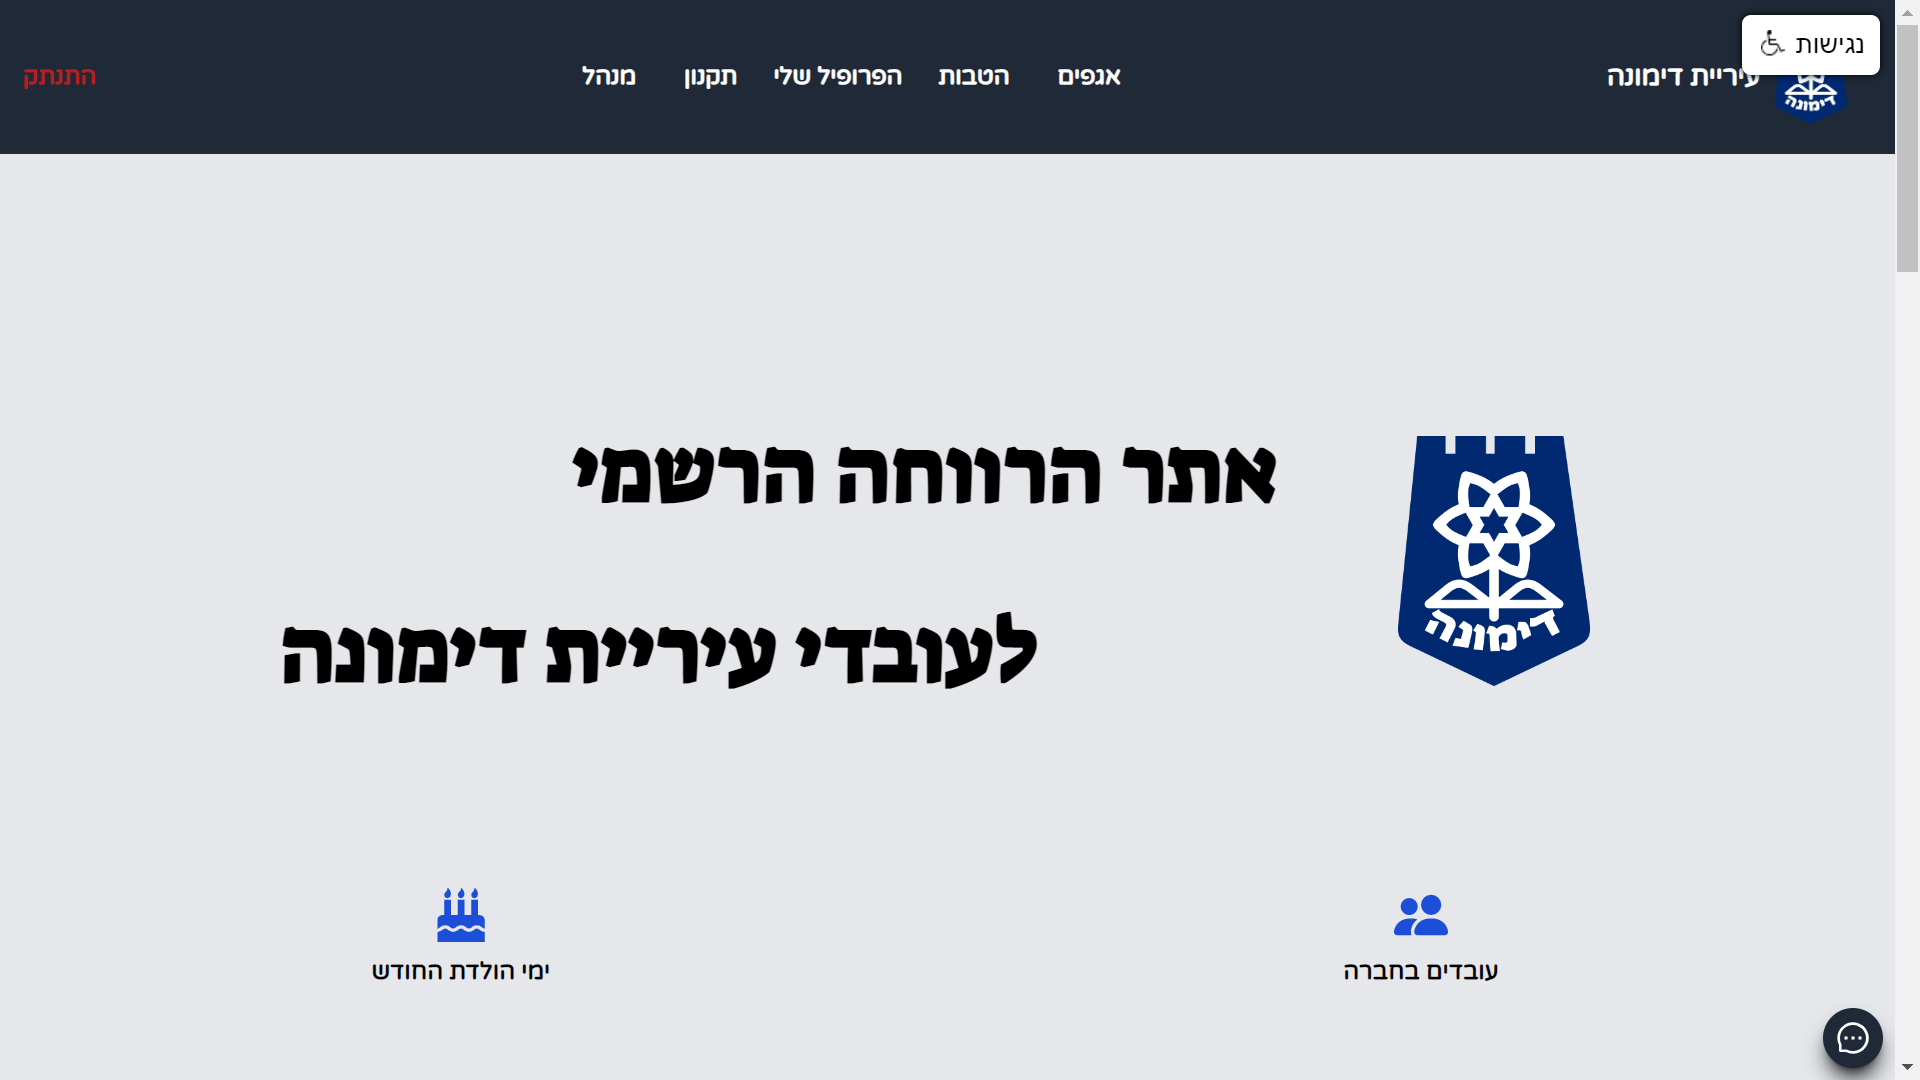 נגישות
עיריית דימונה
דימונה
אגפים
הטבות
הפרופיל שלי
תקנון
מנהל
התנתק
אתר הרווחה הרשמי
לעובדי עיריית דימונה
דימונה
עובדים בחברה
ימי הולדת החודש